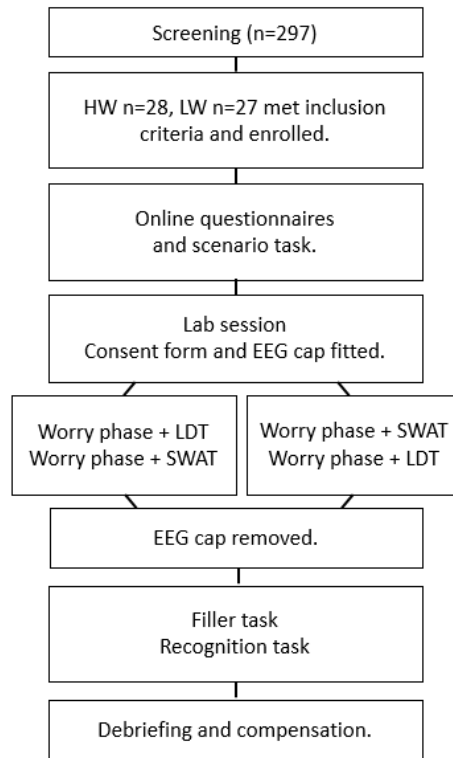 Screening (n=297)
HW n=28, LW n=27 met inclusion
criteria and enrolled.
Online questionnaires
and scenario task.
Lab session
Consent form and EEG cap fitted.
Worry phase + LDT
Worry phase + SWAT
Worry phase + SWAT
Worry phase + LDT
EEG cap removed.
Filler task
Recognition task
Debriefing and compensation.